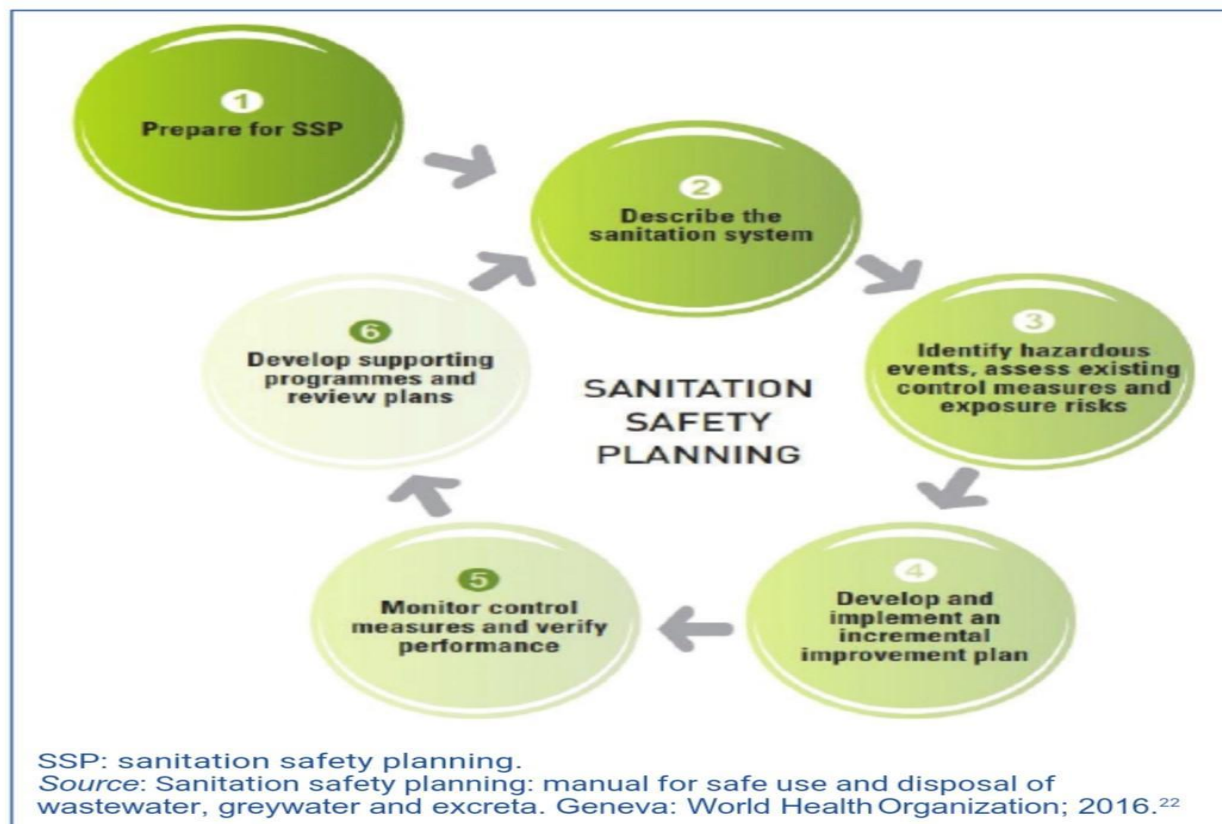 1
Prepare for SSP
2
Describe the
sanitation system
3
Identify hazardous
events, assess existing
control measures and
exposure risks
4
Develop and
implement an
incremental
improvement plan
5
Monitor control
measures and verify
performance
6
Develop supporting
programmes and
review plans
SANITATION
SAFETY
PLANNING
SSP: sanitation safety planning.
Source: Sanitation safety planning: manual for safe use and disposal of
wastewater, greywater and excreta. Geneva: World Health Organization; 2016.²²